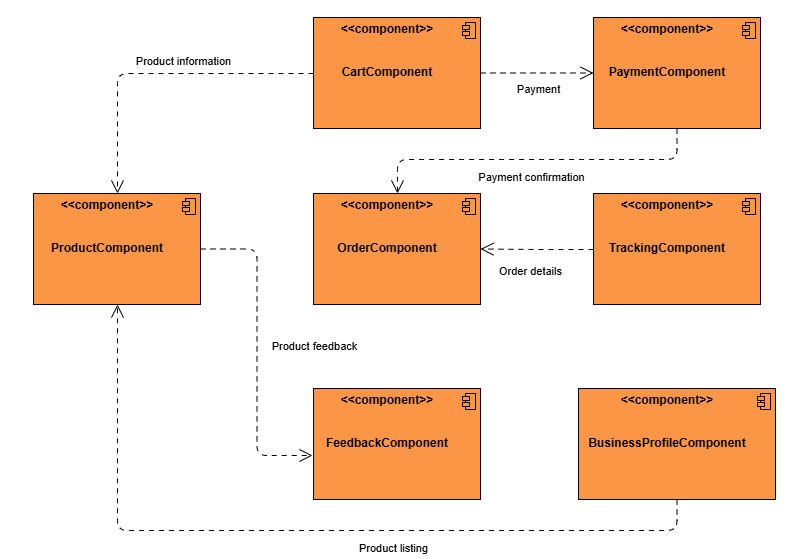 <<component>>
CartComponent
<<component>>
PaymentComponent
Product information
Payment
Payment confirmation
<<component>>
ProductComponent
<<component>>
OrderComponent
<<component>>
TrackingComponent
Order details
Product feedback
<<component>>
FeedbackComponent
<<component>>
BusinessProfileComponent
Product listing